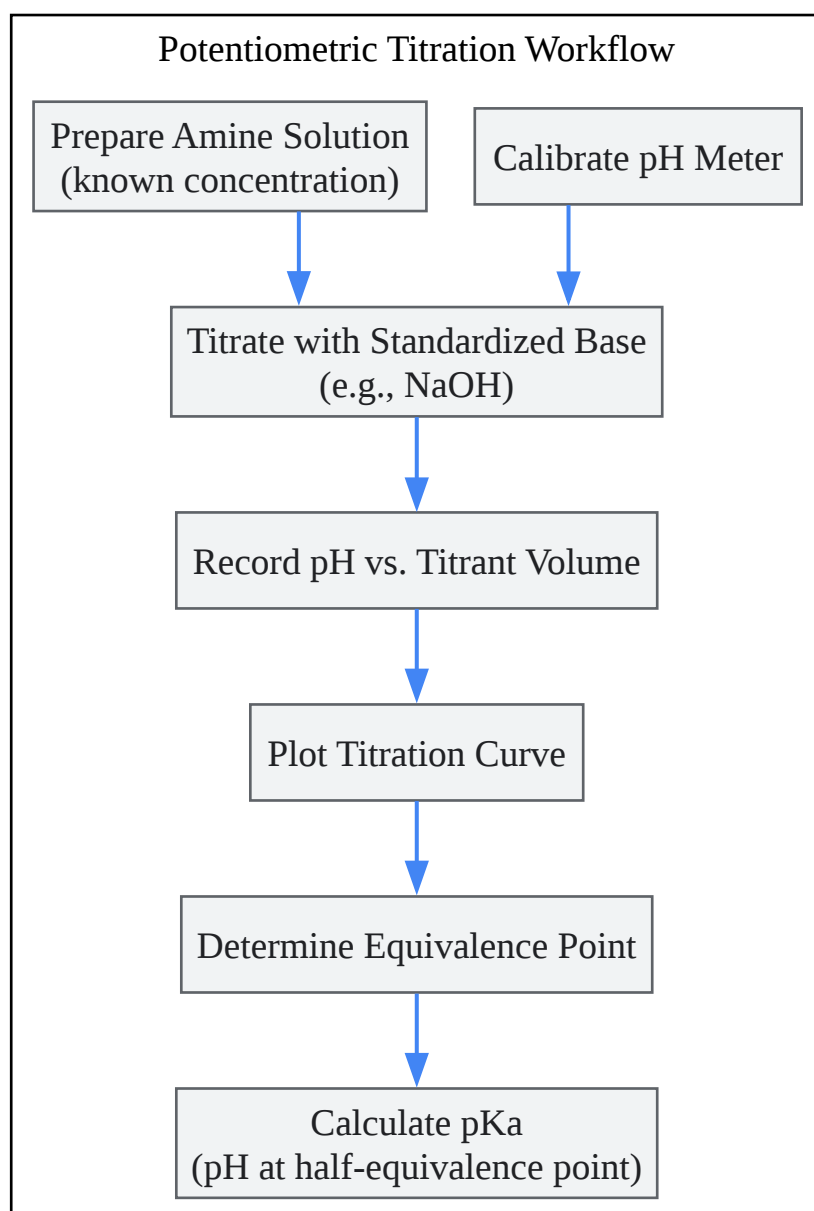 Potentiometric Titration Workflow
Prepare Amine Solution
(known concentration)
Calibrate pH Meter
Titrate with Standardized Base
(e.g., NaOH)
Record pH vs. Titrant Volume
Plot Titration Curve
Determine Equivalence Point
Calculate pKa
(pH at half-equivalence point)